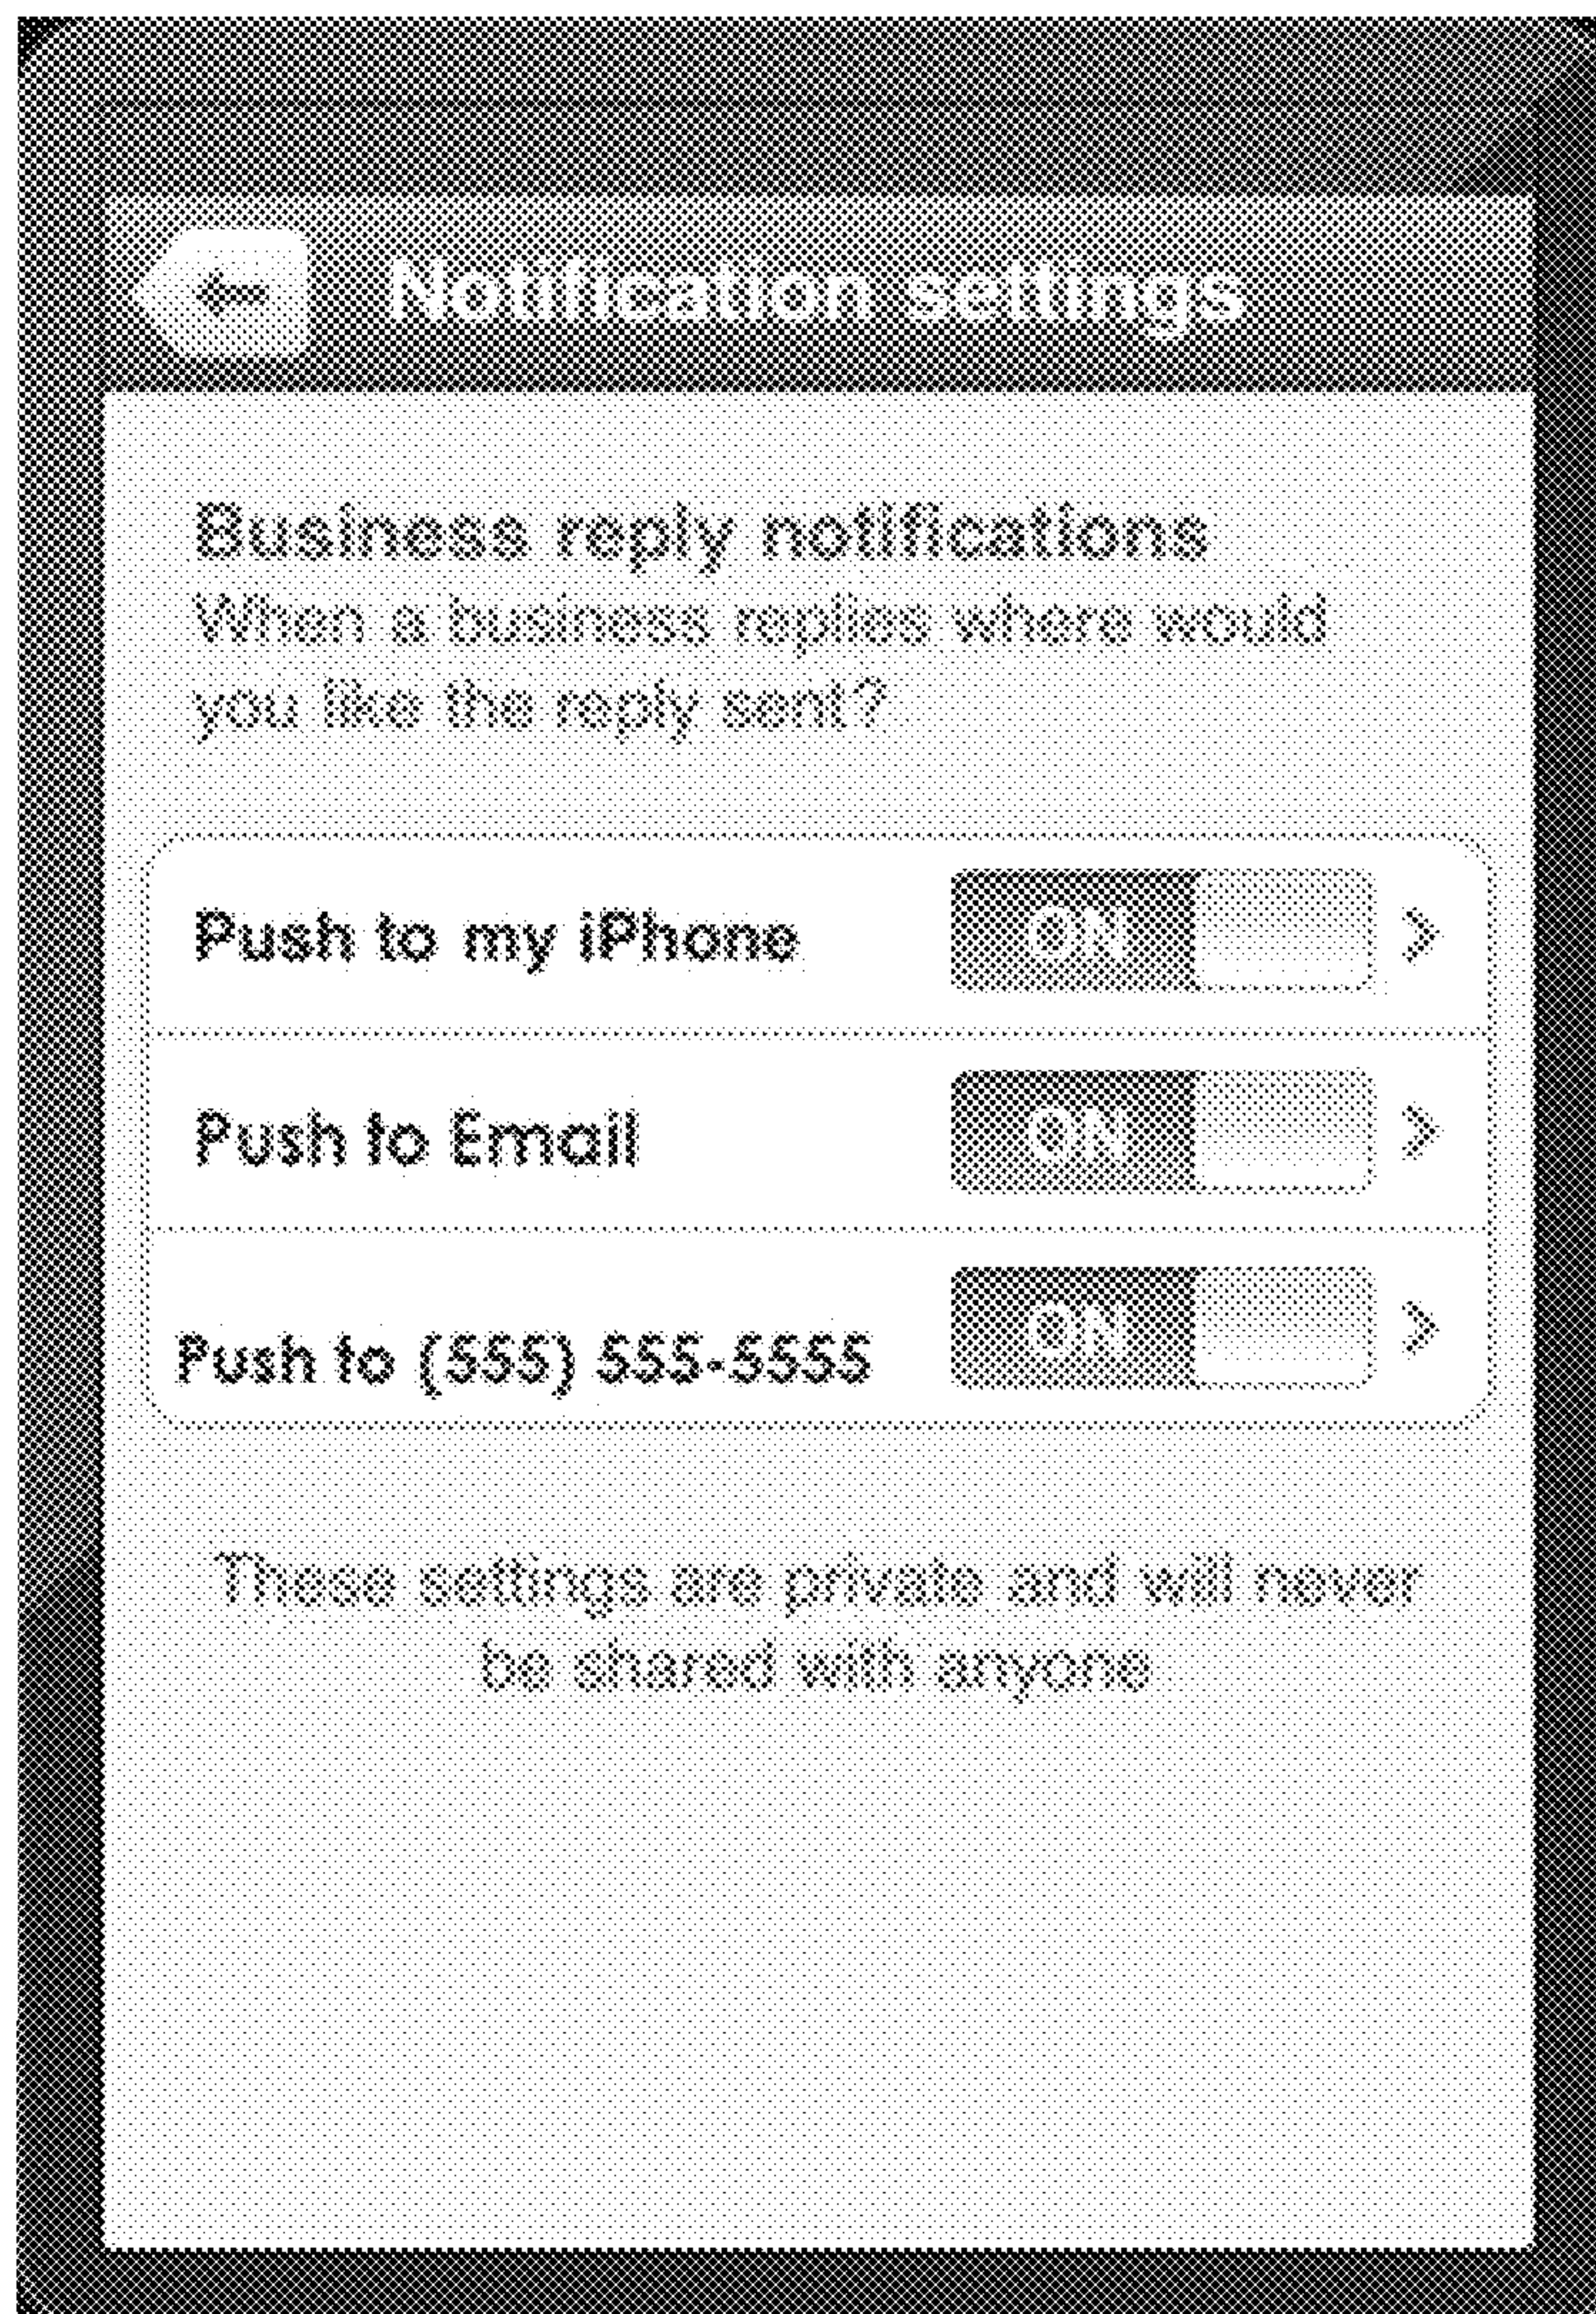 Notification settings
Business reply notifications
When a business replies where would
you like the reply sent?
Push to my iPhone ON >
Push to Email ON >
Push to (555) 555-5555 ON >
These settings are private and will never
be shared with anyone